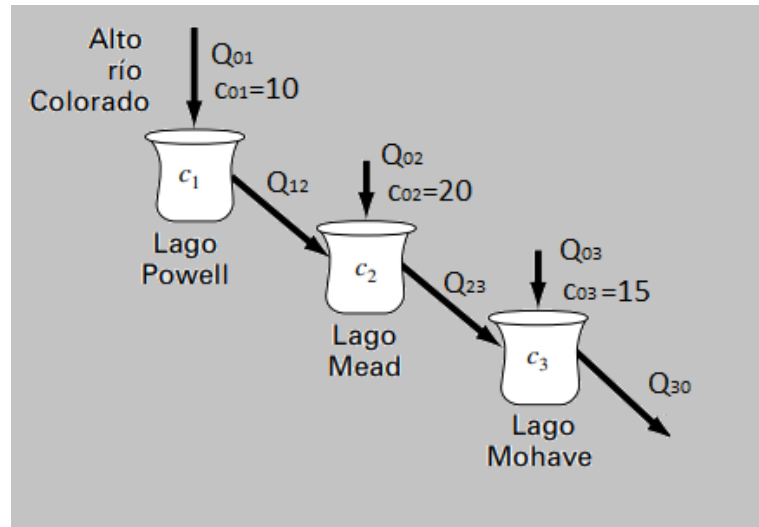 Alto
río
Colorado
Q₀₁
c₀₁=10
c₁
Q₁₂
Lago
Powell
Q₀₂
c₀₂=20
c₂
Q₂₃
Lago
Mead
Q₀₃
c₀₃=15
c₃
Q₃₀
Lago
Mohave